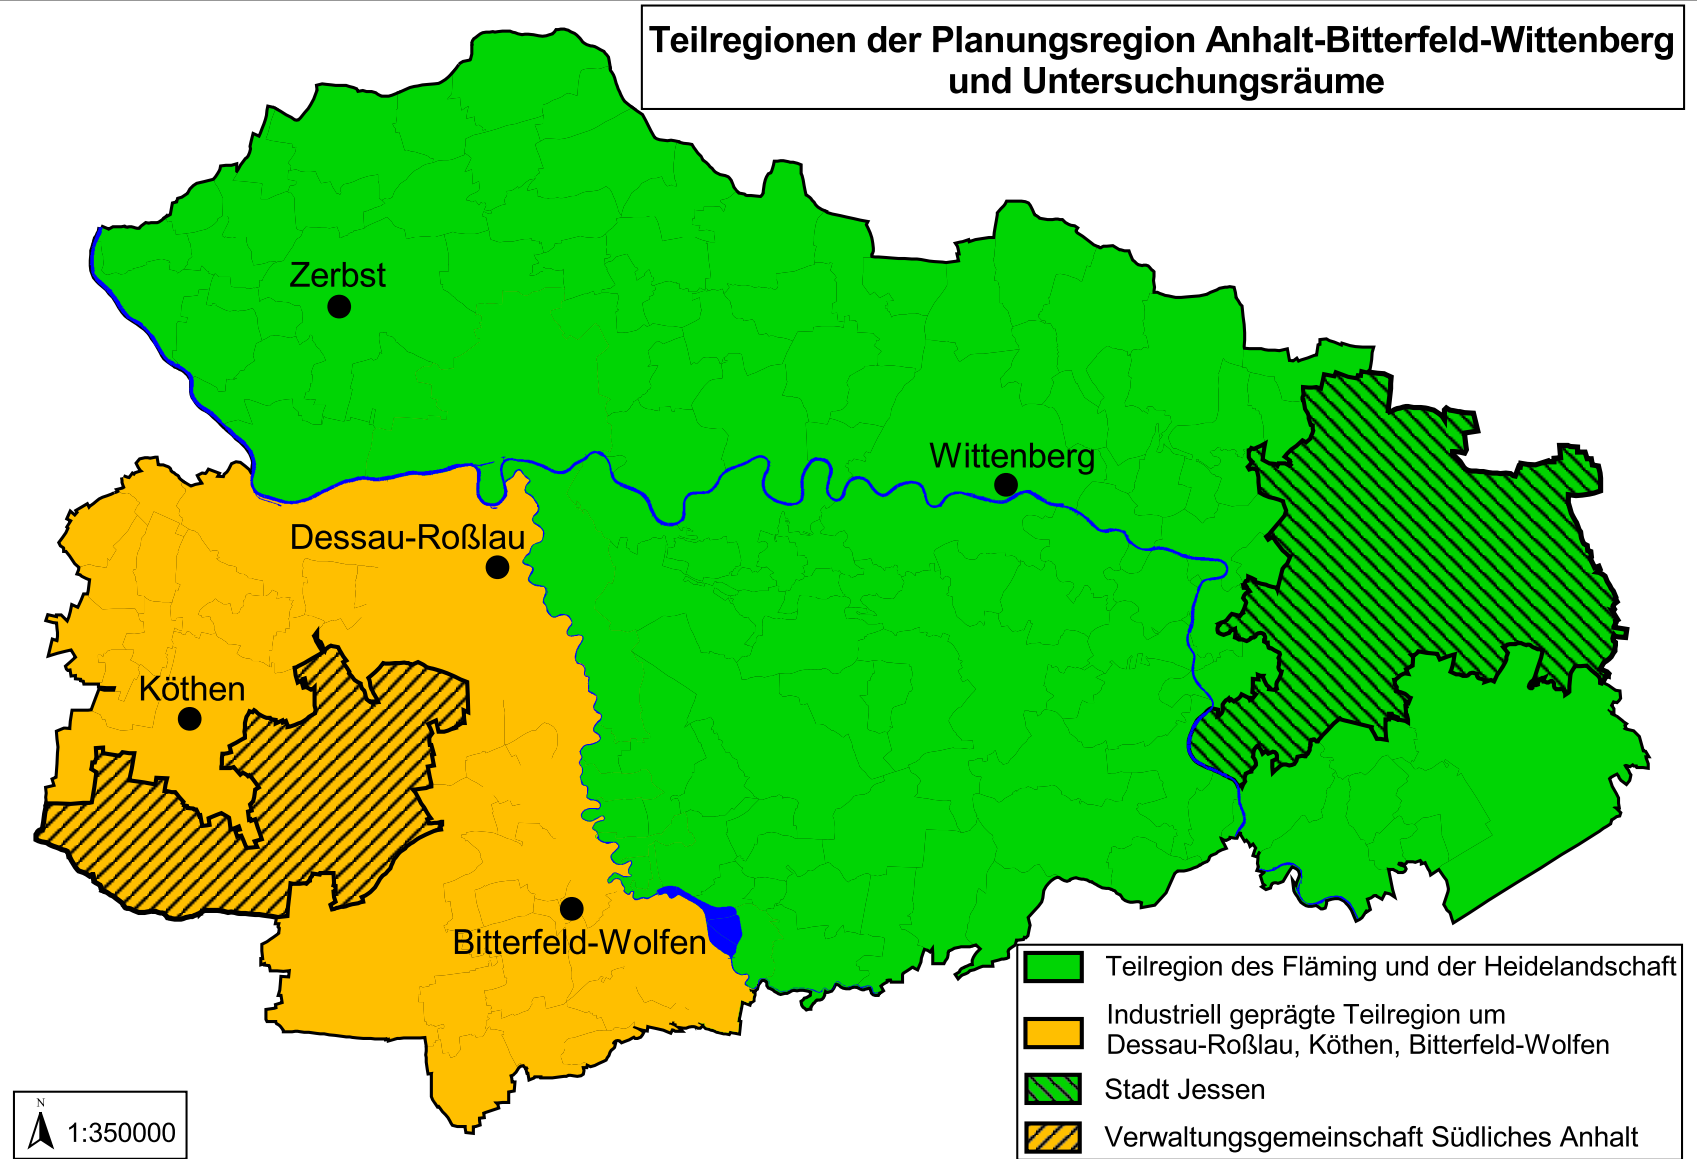 Teilregionen der Planungsregion Anhalt-Bitterfeld-Wittenberg
und Untersuchungsräume
Zerbst
Wittenberg
Dessau-Roßlau
Köthen
Bitterfeld-Wolfen
Teilregion des Fläming und der Heidelandschaft
Industriell geprägte Teilregion um
Dessau-Roßlau, Köthen, Bitterfeld-Wolfen
Stadt Jessen
Verwaltungsgemeinschaft Südliches Anhalt
N
1:350000